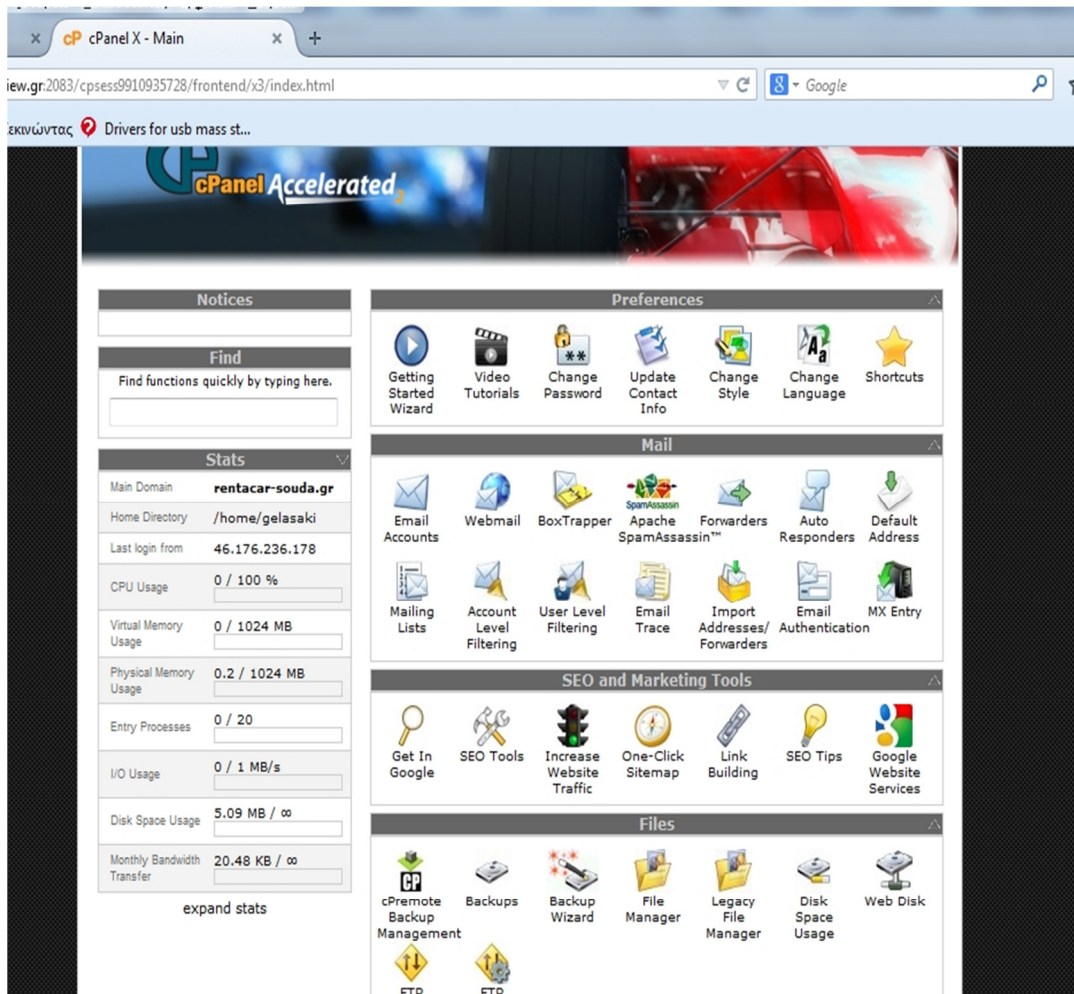 cPanel X - Main
iew.gr:2083/cpsess9910935728/frontend/x3/index.html
Google
εκινώντας Drivers for usb mass st...
cPanel Accelerated2
Notices
Find
Find functions quickly by typing here.
Stats
Main Domain rentacar-souda.gr
Home Directory /home/gelasaki
Last login from 46.176.236.178
CPU Usage 0 / 100 %
Virtual Memory Usage 0 / 1024 MB
Physical Memory Usage 0.2 / 1024 MB
Entry Processes 0 / 20
I/O Usage 0 / 1 MB/s
Disk Space Usage 5.09 MB / ∞
Monthly Bandwidth Transfer 20.48 KB / ∞
expand stats
Preferences
Getting Started Wizard
Video Tutorials
Change Password
Update Contact Info
Change Style
Change Language
Shortcuts
Mail
Email Accounts
Webmail
BoxTrapper
SpamAssassin
Apache SpamAssassin™
Forwarders
Auto Responders
Default Address
Mailing Lists
Account Level Filtering
User Level Filtering
Email Trace
Import Addresses/ Forwarders
Email Authentication
MX Entry
SEO and Marketing Tools
Get In Google
SEO Tools
Increase Website Traffic
One-Click Sitemap
Link Building
SEO Tips
Google Website Services
Files
cPremote Backup Management
Backups
Backup Wizard
File Manager
Legacy File Manager
Disk Space Usage
Web Disk
FTP
FTP